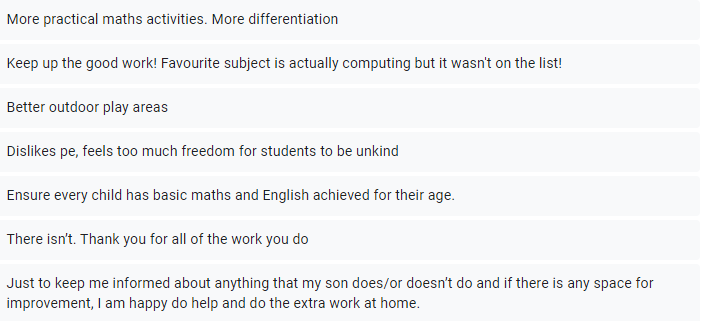 More practical maths activities. More differentiation
Keep up the good work! Favourite subject is actually computing but it wasn't on the list!
Better outdoor play areas
Dislikes pe, feels too much freedom for students to be unkind
Ensure every child has basic maths and English achieved for their age.
There isn't. Thank you for all of the work you do
Just to keep me informed about anything that my son does/or doesn't do and if there is any space for
improvement, I am happy do help and do the extra work at home.